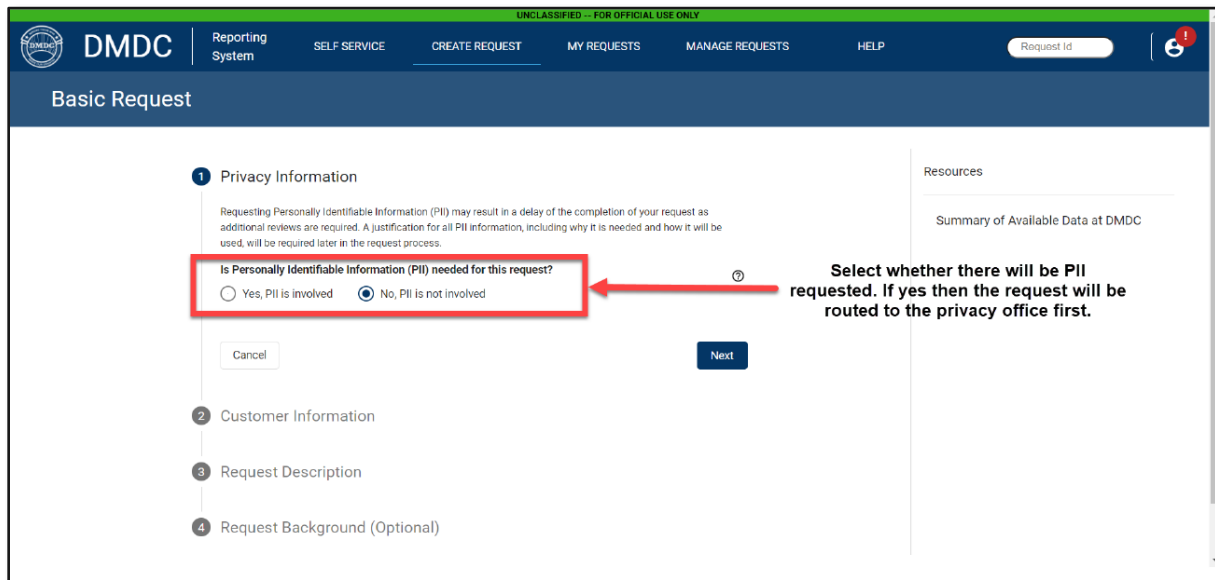 UNCLASSIFIED -- FOR OFFICIAL USE ONLY
DMDC
DMDC
Reporting
System
SELF SERVICE
CREATE REQUEST
MY REQUESTS
MANAGE REQUESTS
HELP
Request Id
!
Basic Request
1 Privacy Information
Requesting Personally Identifiable Information (PII) may result in a delay of the completion of your request as
additional reviews are required. A justification for all PII information, including why it is needed and how it will be
used, will be required later in the request process.
Is Personally Identifiable Information (PII) needed for this request?
?
Yes, PII is involved
No, PII is not involved
Select whether there will be PII
requested. If yes then the request will be
routed to the privacy office first.
Cancel
Next
2 Customer Information
3 Request Description
4 Request Background (Optional)
Resources
Summary of Available Data at DMDC